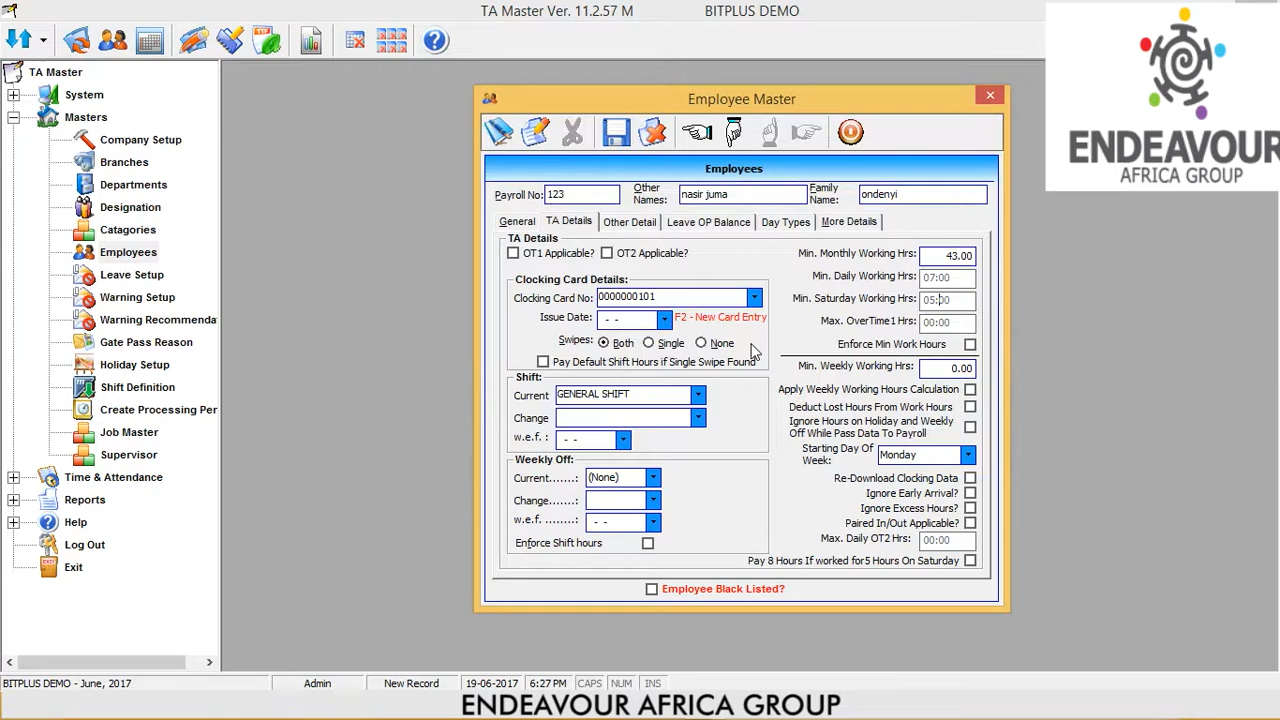 TA Master Ver. 11.2.57 M BITPLUS DEMO
ENDEAVOUR
AFRICA GROUP
TA Master
System
Masters
Company Setup
Branches
Departments
Designation
Catagories
Employees
Leave Setup
Warning Setup
Warning Recommenda
Gate Pass Reason
Holiday Setup
Shift Definition
Create Processing Per
Job Master
Supervisor
Time & Attendance
Reports
Help
Log Out
Exit
Employee Master
Employees
Payroll No: 123 Other Names: nasir juma Family Name: ondenyi
General TA Details Other Detail Leave OP Balance Day Types More Details
TA Details
OT1 Applicable? OT2 Applicable?
Clocking Card Details:
Clocking Card No: 0000000101
Issue Date: - - F2 - New Card Entry
Swipes: Both Single None
Pay Default Shift Hours if Single Swipe Found
Shift:
Current GENERAL SHIFT
Change
w.e.f. : - -
Weekly Off:
Current.......: (None)
Change.......:
w.e.f. ........: - -
Enforce Shift hours
Min. Monthly Working Hrs: 43.00
Min. Daily Working Hrs: 07:00
Min. Saturday Working Hrs: 05:00
Max. OverTime1 Hrs: 00:00
Enforce Min Work Hours
Min. Weekly Working Hrs: 0.00
Apply Weekly Working Hours Calculation
Deduct Lost Hours From Work Hours
Ignore Hours on Holiday and Weekly
Off While Pass Data To Payroll
Starting Day Of
Week: Monday
Re-Download Clocking Data
Ignore Early Arrival?
Ignore Excess Hours?
Paired In/Out Applicable?
Max. Daily OT2 Hrs: 00:00
Pay 8 Hours If worked for5 Hours On Saturday
Employee Black Listed?
BITPLUS DEMO - June, 2017 Admin New Record 19-06-2017 6:27 PM CAPS NUM INS
ENDEAVOUR AFRICA GROUP